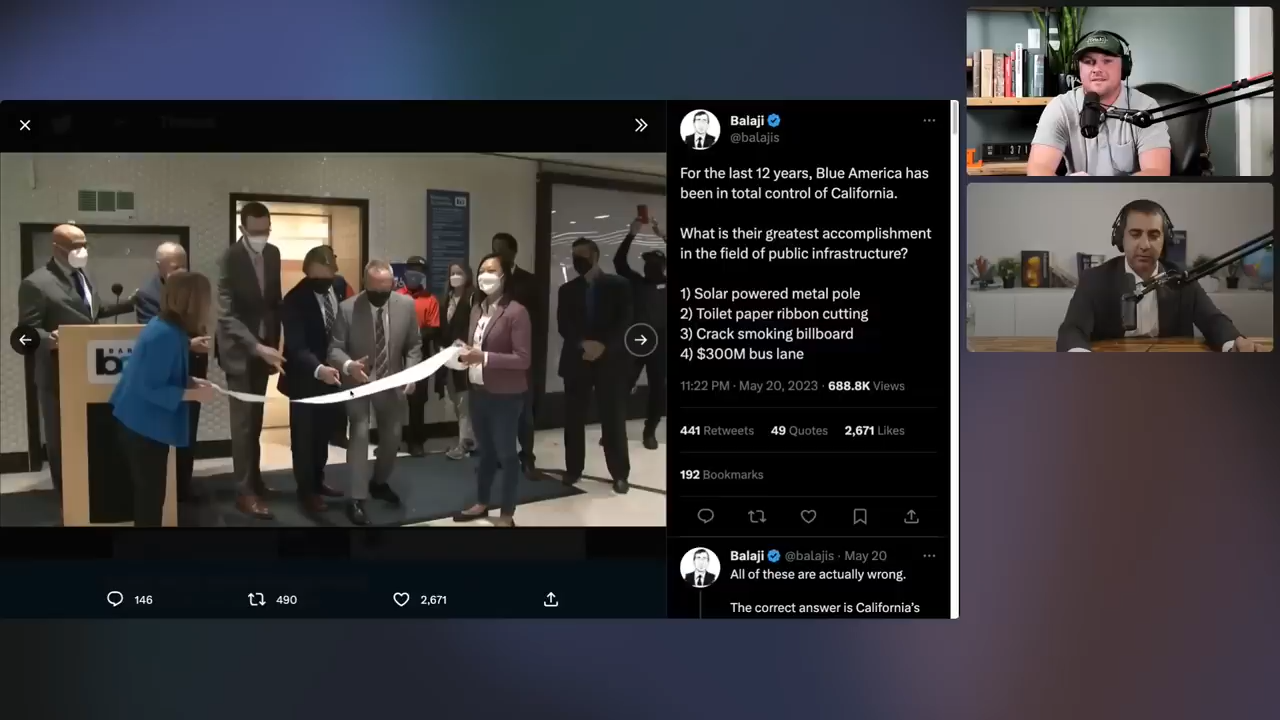 Balaji
@balajis
For the last 12 years, Blue America has
been in total control of California.
What is their greatest accomplishment
in the field of public infrastructure?
1) Solar powered metal pole
2) Toilet paper ribbon cutting
3) Crack smoking billboard
4) $300M bus lane
11:22 PM · May 20, 2023 · 688.8K Views
441 Retweets 49 Quotes 2,671 Likes
192 Bookmarks
Balaji @balajis · May 20
All of these are actually wrong.
The correct answer is California's
146 490 2,671